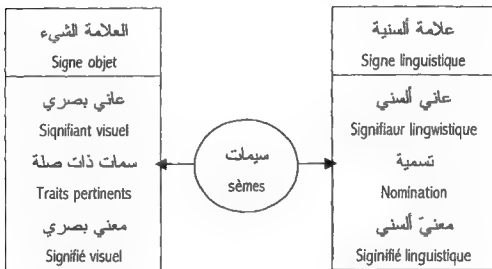 علامة ألسنية
Signe linguistique
عاني ألسني
Signifiaur lingwistique
تسمية
Nomination
معنيّ ألسني
Siginifié linguistique
سيمات
sèmes
العلامة الشيء
Signe objet
عاني بصري
Siqnifiant visuel
سمات ذات صلة
Traits pertinents
معني بصري
Signifié visuel